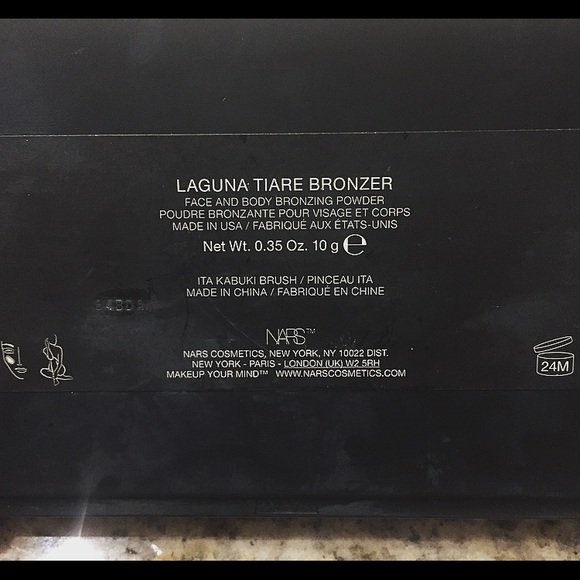 LAGUNA TIARE BRONZER
FACE AND BODY BRONZING POWDER
POUDRE BRONZANTE POUR VISAGE ET CORPS
MADE IN USA / FABRIQUÉ AUX ÉTATS-UNIS
Net Wt. 0.35 Oz. 10 g ℮
ITA KABUKI BRUSH / PINCEAU ITA
MADE IN CHINA / FABRIQUÉ EN CHINE
NARS™
NARS COSMETICS, NEW YORK, NY 10022 DIST.
NEW YORK - PARIS - LONDON (UK) W2 5RH
MAKEUP YOUR MIND™ WWW.NARSCOSMETICS.COM
24M